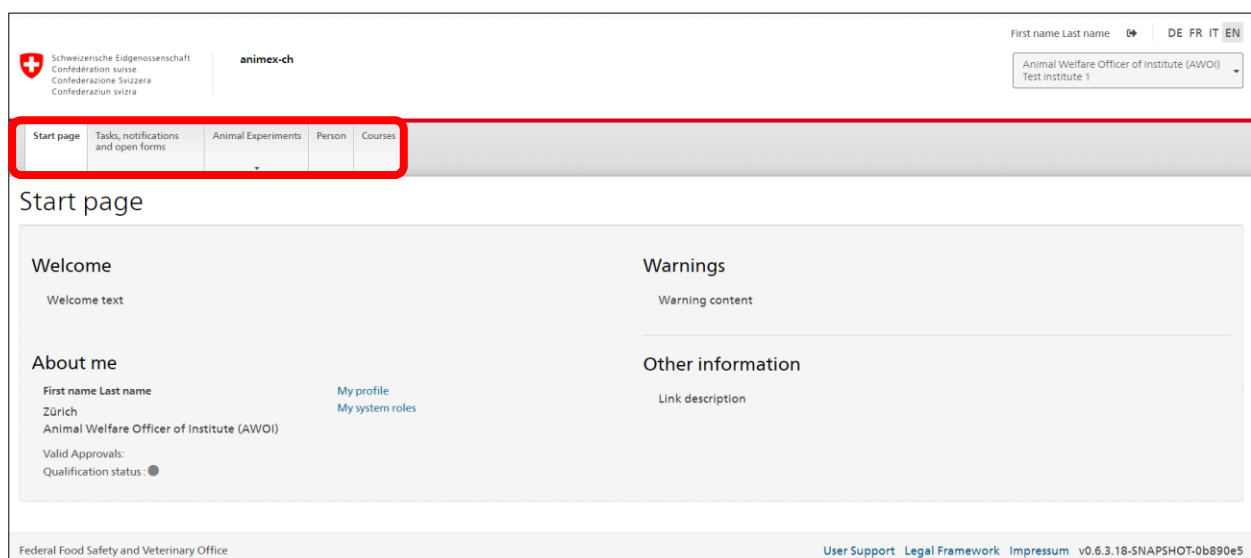 First name Last name
DE FR IT EN
Schweizerische Eidgenossenschaft
Confédération suisse
Confederazione Svizzera
Confederaziun svizra
animex-ch
Animal Welfare Officer of Institute (AWOI)
Test institute 1
Start page
Tasks, notifications
and open forms
Animal Experiments
Person
Courses
Start page
Welcome
Welcome text
Warnings
Warning content
About me
First name Last name
Zürich
Animal Welfare Officer of Institute (AWOI)
Valid Approvals:
Qualification status :
My profile
My system roles
Other information
Link description
Federal Food Safety and Veterinary Office
User Support Legal Framework Impressum v0.6.3.18-SNAPSHOT-0b890e5